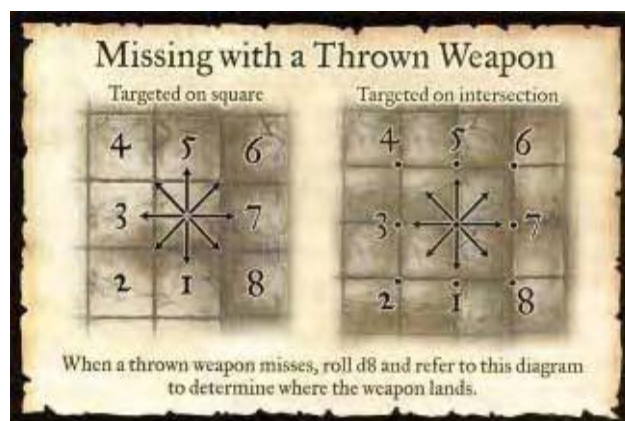 Missing with a Thrown Weapon
Targeted on square
Targeted on intersection
4 5 6
3 7
2 1 8
4 5 6
3 7
2 1 8
When a thrown weapon misses, roll d8 and refer to this diagram
to determine where the weapon lands.